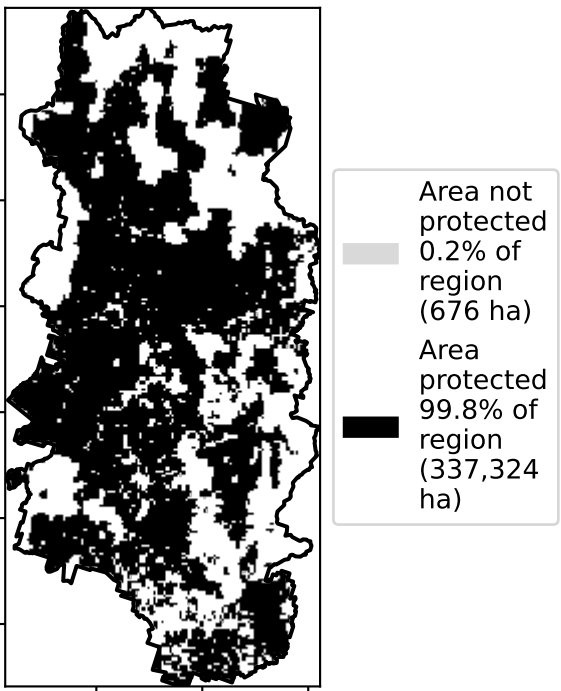 Area not
protected
0.2% of
region
(676 ha)
Area
protected
99.8% of
region
(337,324
ha)